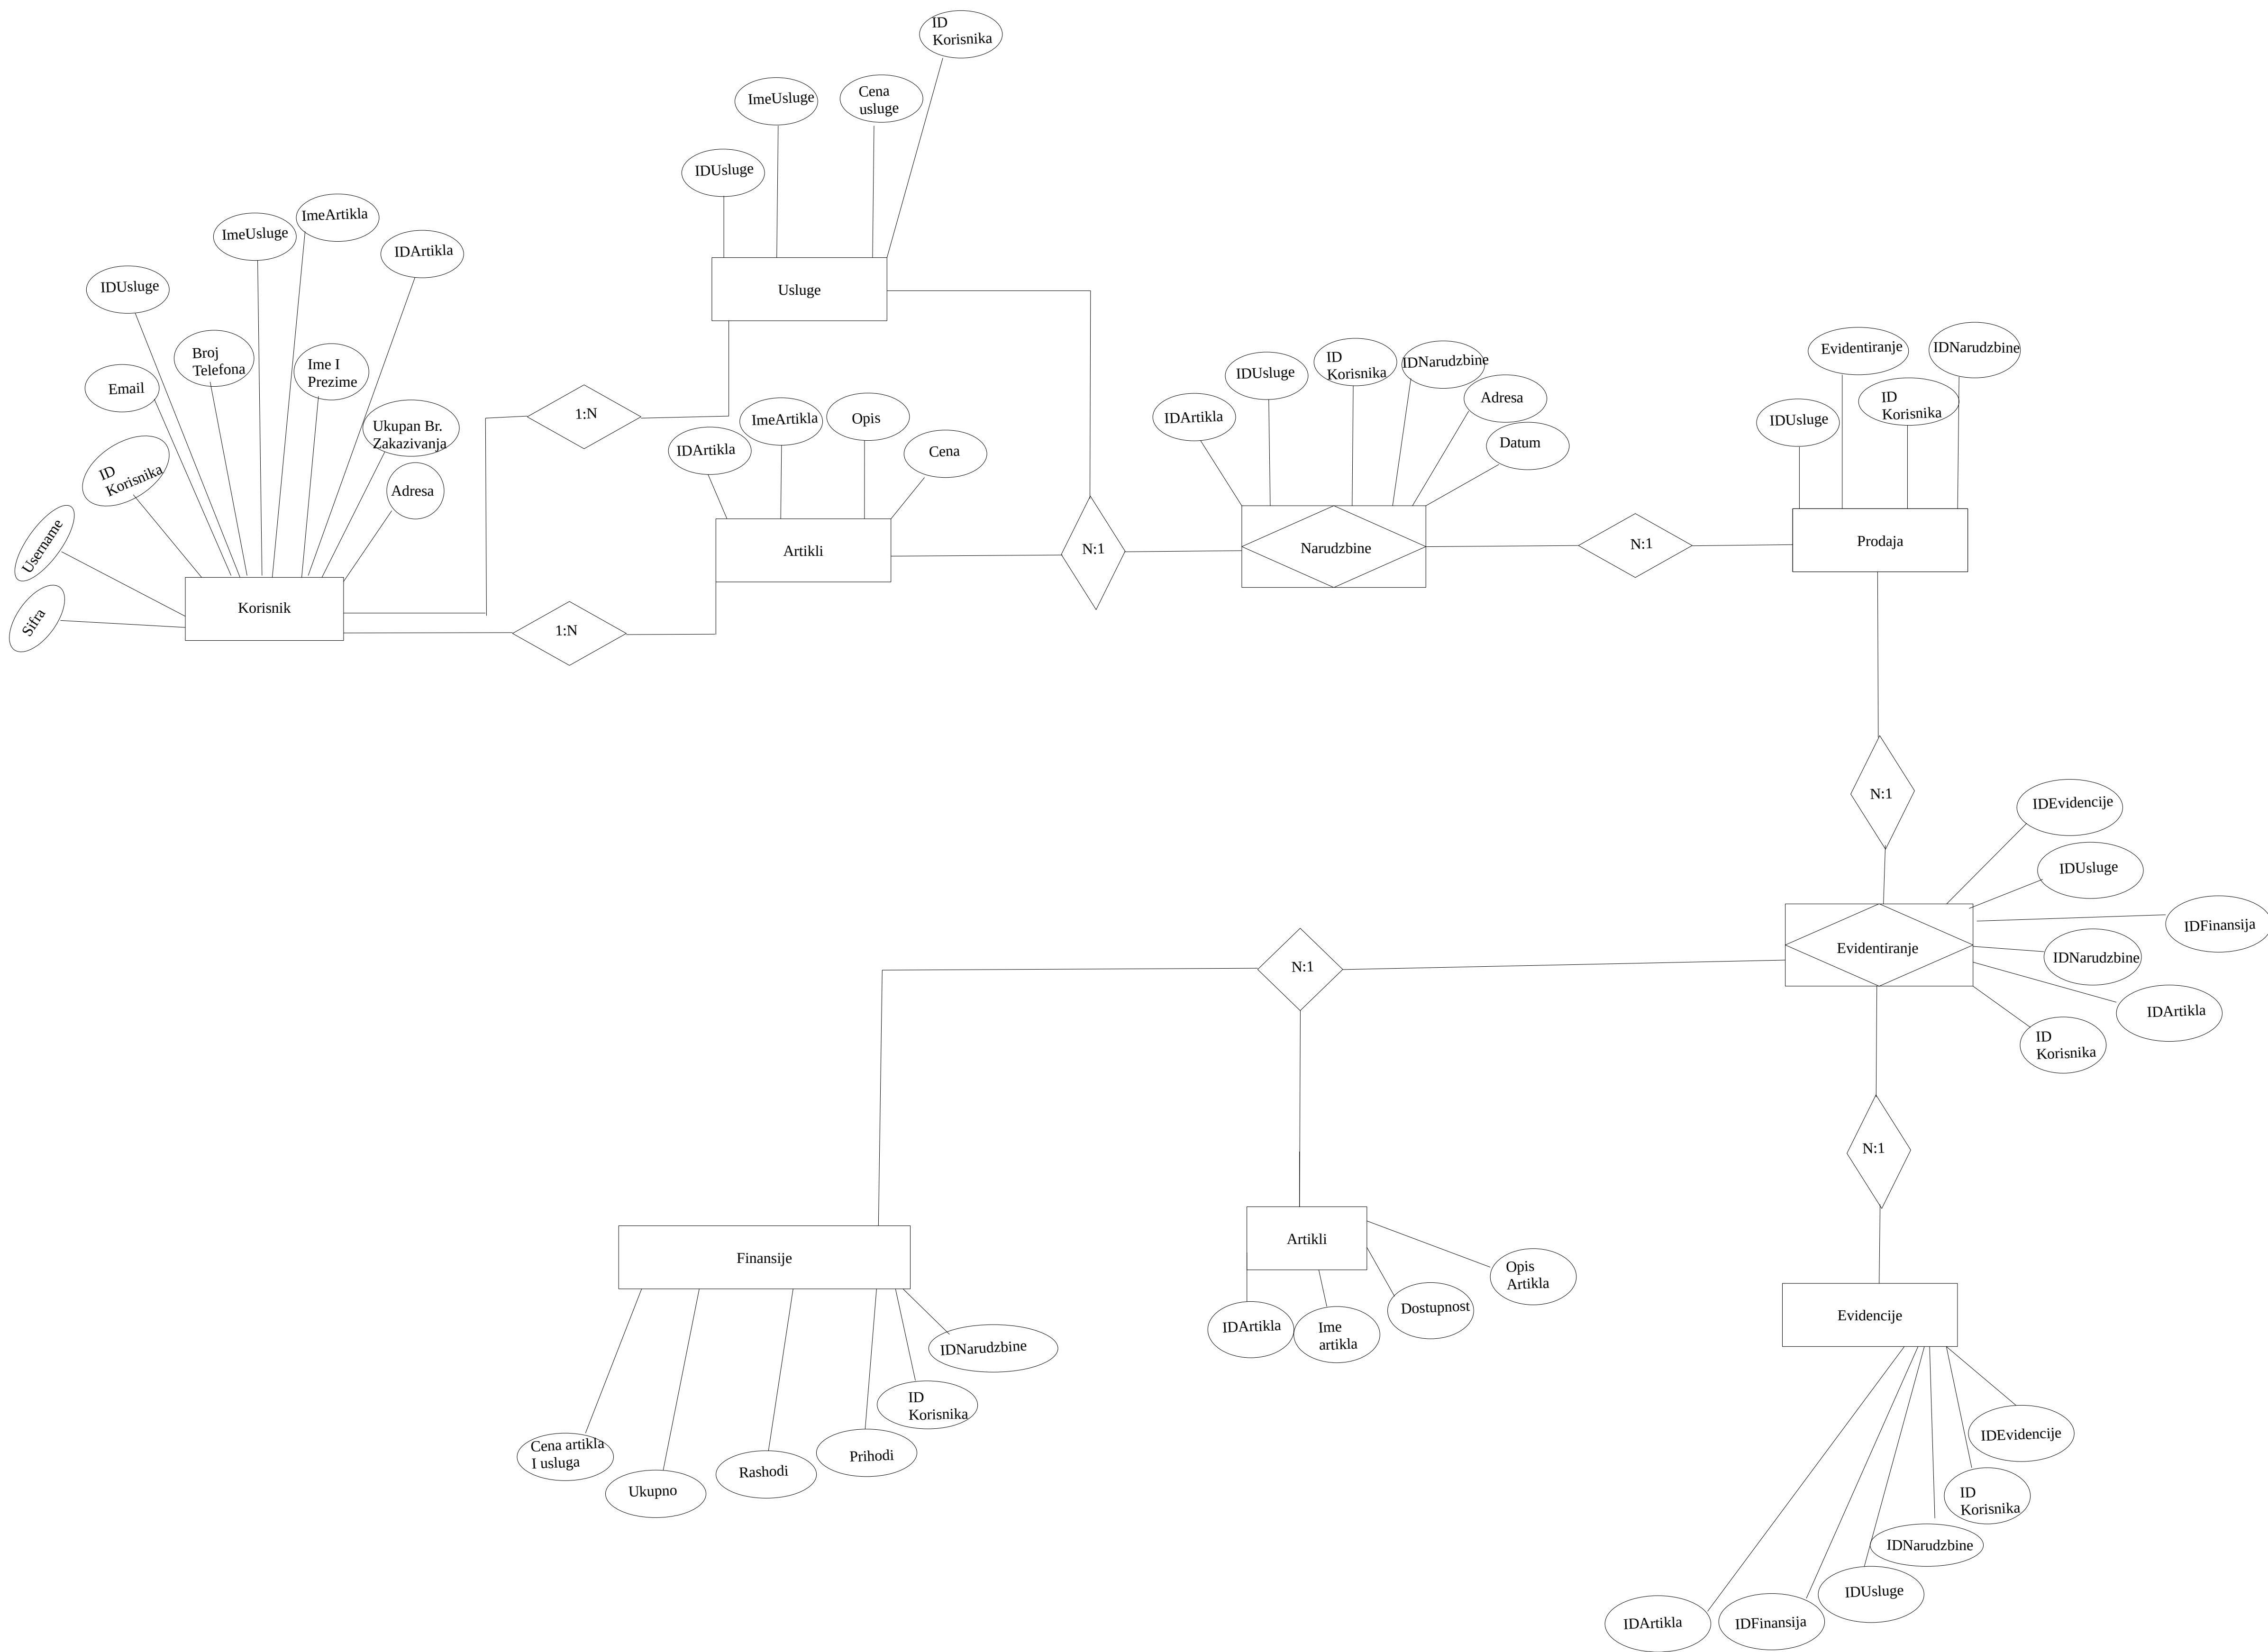 ID
Korisnika
ImeUsluge
Cena
usluge
IDUsluge
Usluge
ImeArtikla
ImeUsluge
IDArtikla
IDUsluge
Broj
Telefona
Ime I
Prezime
Email
Ukupan Br.
Zakazivanja
ID
Korisnika
Adresa
Username
Sifra
Korisnik
1:N
1:N
ImeArtikla
Opis
IDArtikla
Cena
Artikli
N:1
IDArtikla
IDUsluge
ID
Korisnika
IDNarudzbine
Adresa
Datum
Narudzbine
N:1
Evidentiranje
IDNarudzbine
IDUsluge
ID
Korisnika
Prodaja
N:1
IDEvidencije
IDUsluge
IDFinansija
IDNarudzbine
IDArtikla
ID
Korisnika
Evidentiranje
N:1
N:1
Finansije
IDNarudzbine
ID
Korisnika
Prihodi
Rashodi
Ukupno
Cena artikla
I usluga
Artikli
Opis
Artikla
Dostupnost
Ime
artikla
IDArtikla
Evidencije
IDEvidencije
ID
Korisnika
IDNarudzbine
IDUsluge
IDFinansija
IDArtikla